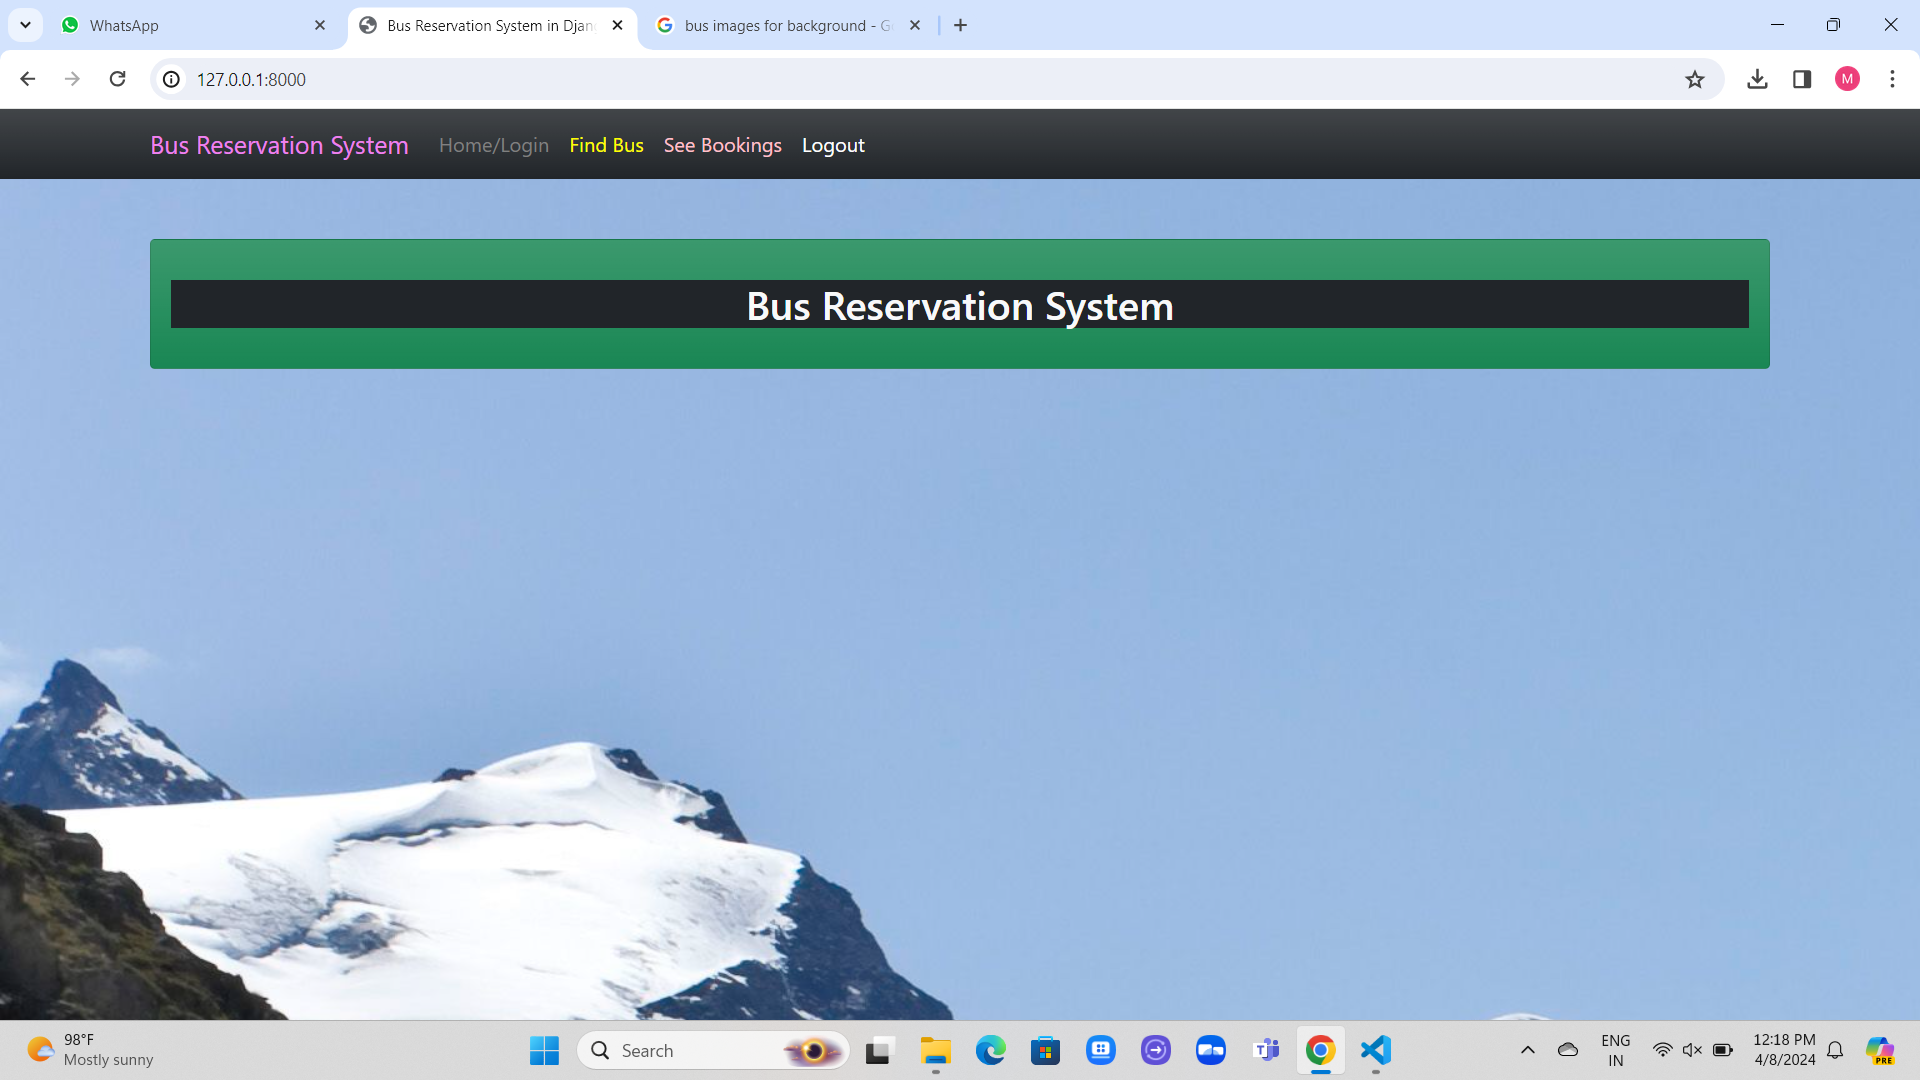 WhatsApp
Bus Reservation System in Djan
bus images for background - G
127.0.0.1:8000
M
Bus Reservation System
Home/Login
Find Bus
See Bookings
Logout
Bus Reservation System
98°F
Mostly sunny
Search
ENG
IN
12:18 PM
4/8/2024
PRE